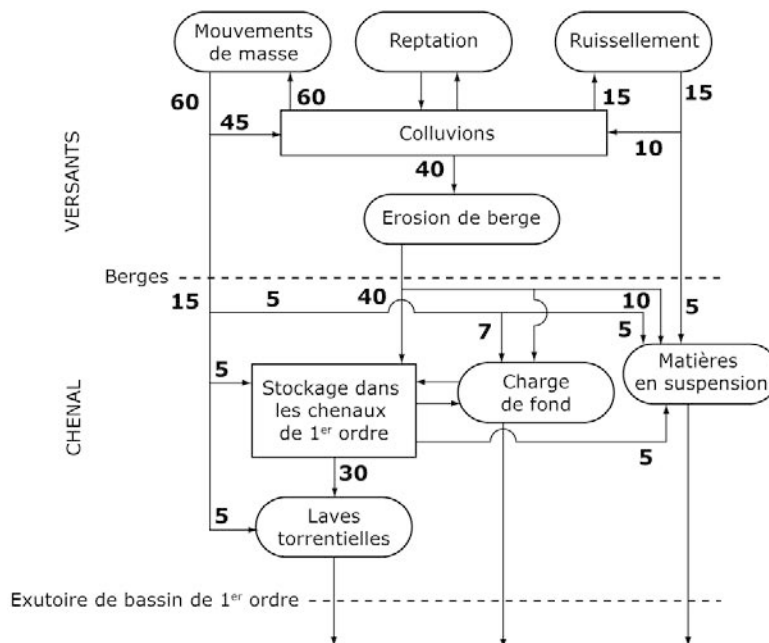 Mouvements
de masse
Reptation
Ruissellement
60
60
15
15
45
Colluvions
10
40
VERSANTS
Erosion de berge
Berges
15
5
40
10
5
7
5
5
Stockage dans
les chenaux
de 1er ordre
Charge
de fond
Matières
en suspension
CHENAL
5
30
5
Laves
torrentielles
Exutoire de bassin de 1er ordre